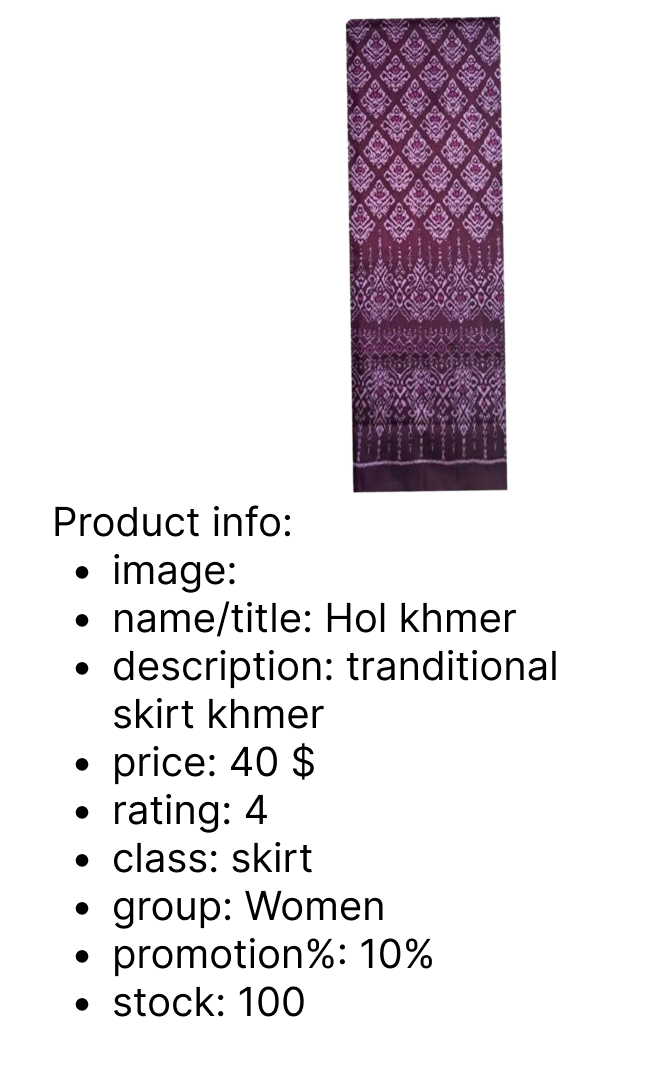 Product info:
• image:
• name/title: Hol khmer
• description: tranditional
skirt khmer
• price: 40 $
• rating: 4
• class: skirt
• group: Women
• promotion%: 10%
• stock: 100